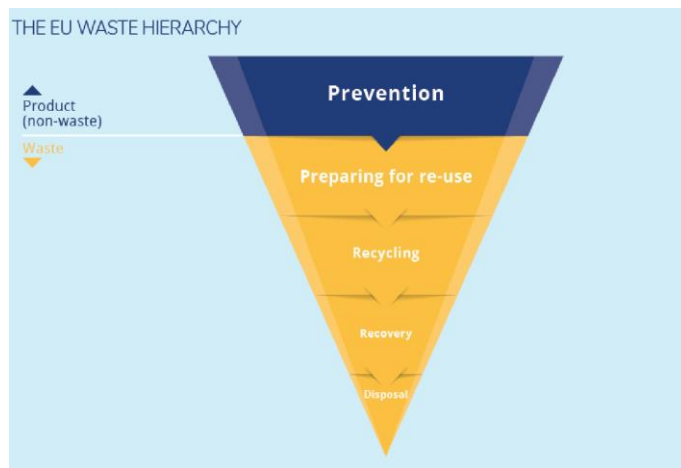 THE EU WASTE HIERARCHY
Prevention
Product
(non-waste)
Waste
Preparing for re-use
Recycling
Recovery
Disposal